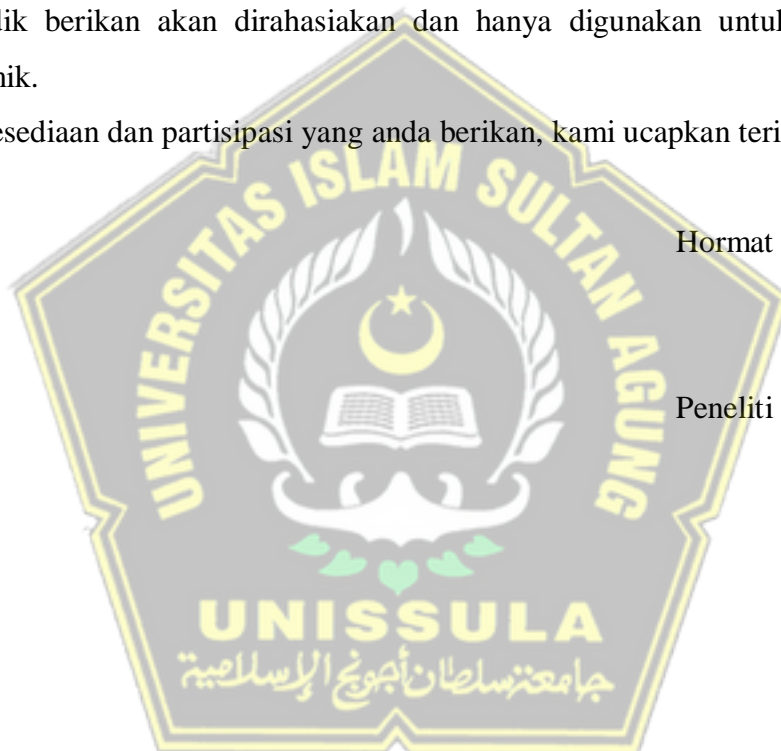 dik berikan akan dirahasiakan dan hanya digunakan untuk
nik.
esediaan dan partisipasi yang anda berikan, kami ucapkan teri
Hormat
Peneliti
UNIVERSITAS ISLAM SULTAN AGUNG
UNISSULA
جامعة سلطان أجونج الإسلامية